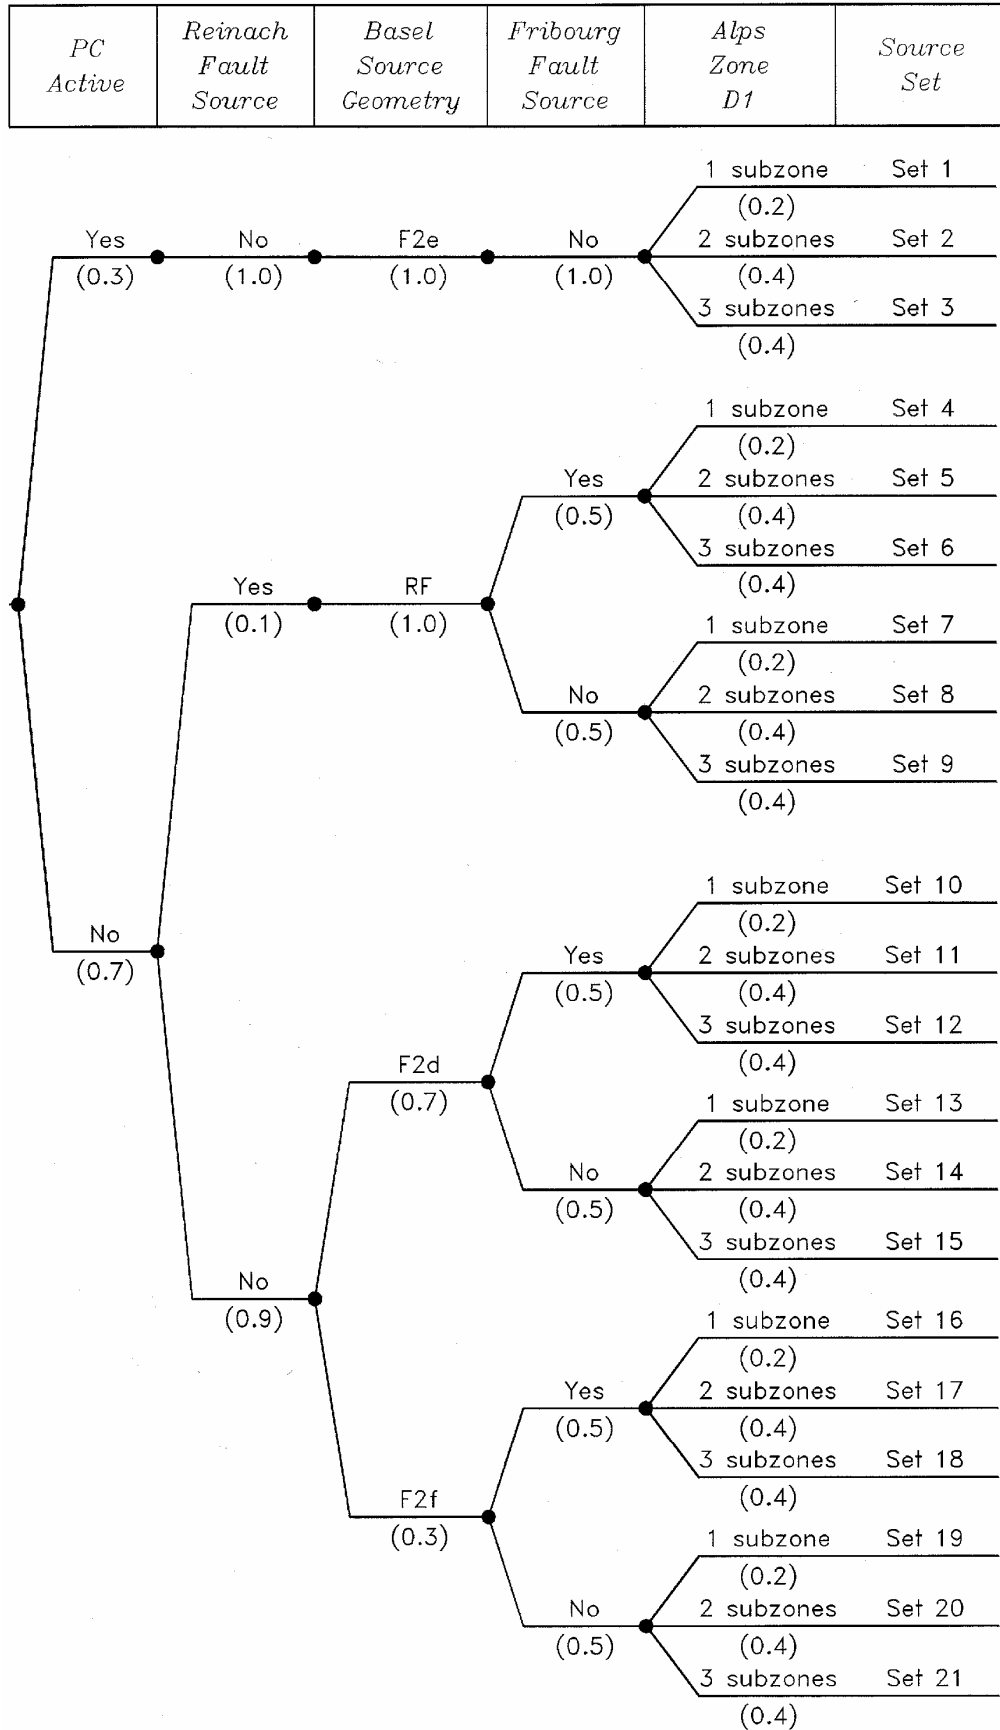 PC Active
Reinach Fault Source
Basel Source Geometry
Fribourg Fault Source
Alps Zone D1
Source Set
1 subzone Set 1
(0.2)
Yes No F2e No 2 subzones Set 2
(0.3) (1.0) (1.0) (1.0) (0.4)
3 subzones Set 3
(0.4)
1 subzone Set 4
(0.2)
Yes 2 subzones Set 5
(0.5) (0.4)
3 subzones Set 6
(0.4)
Yes RF
(0.1) (1.0)
1 subzone Set 7
(0.2)
No 2 subzones Set 8
(0.5) (0.4)
3 subzones Set 9
(0.4)
1 subzone Set 10
(0.2)
No
(0.7)
Yes 2 subzones Set 11
(0.5) (0.4)
3 subzones Set 12
(0.4)
F2d
(0.7)
1 subzone Set 13
(0.2)
No 2 subzones Set 14
(0.5) (0.4)
3 subzones Set 15
(0.4)
No
(0.9)
1 subzone Set 16
(0.2)
Yes 2 subzones Set 17
(0.5) (0.4)
3 subzones Set 18
(0.4)
F2f
(0.3)
1 subzone Set 19
(0.2)
No 2 subzones Set 20
(0.5) (0.4)
3 subzones Set 21
(0.4)